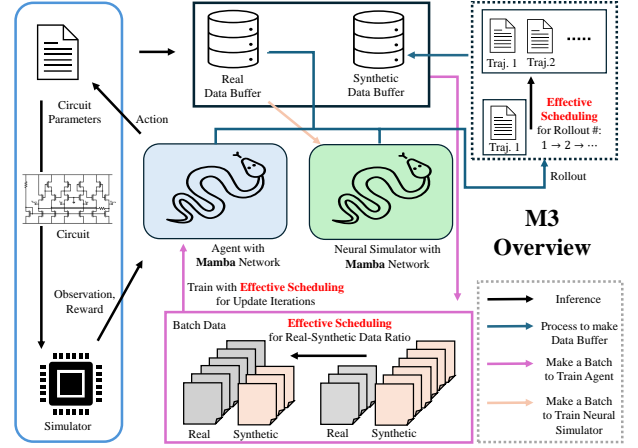 Circuit
Parameters
Circuit
Simulator
Action
Observation,
Reward
Real
Data Buffer
Synthetic
Data Buffer
Traj. 1
Traj.2
.....
Traj. 1
Effective
Scheduling
for Rollout #:
1 → 2 → ⋯
Rollout
Agent with
Mamba Network
Neural Simulator with
Mamba Network
M3
Overview
Train with Effective Scheduling
for Update Iterations
Batch Data
Effective Scheduling
for Real-Synthetic Data Ratio
Real
Synthetic
Real
Synthetic
Inference
Process to make
Data Buffer
Make a Batch
to Train Agent
Make a Batch
to Train Neural
Simulator